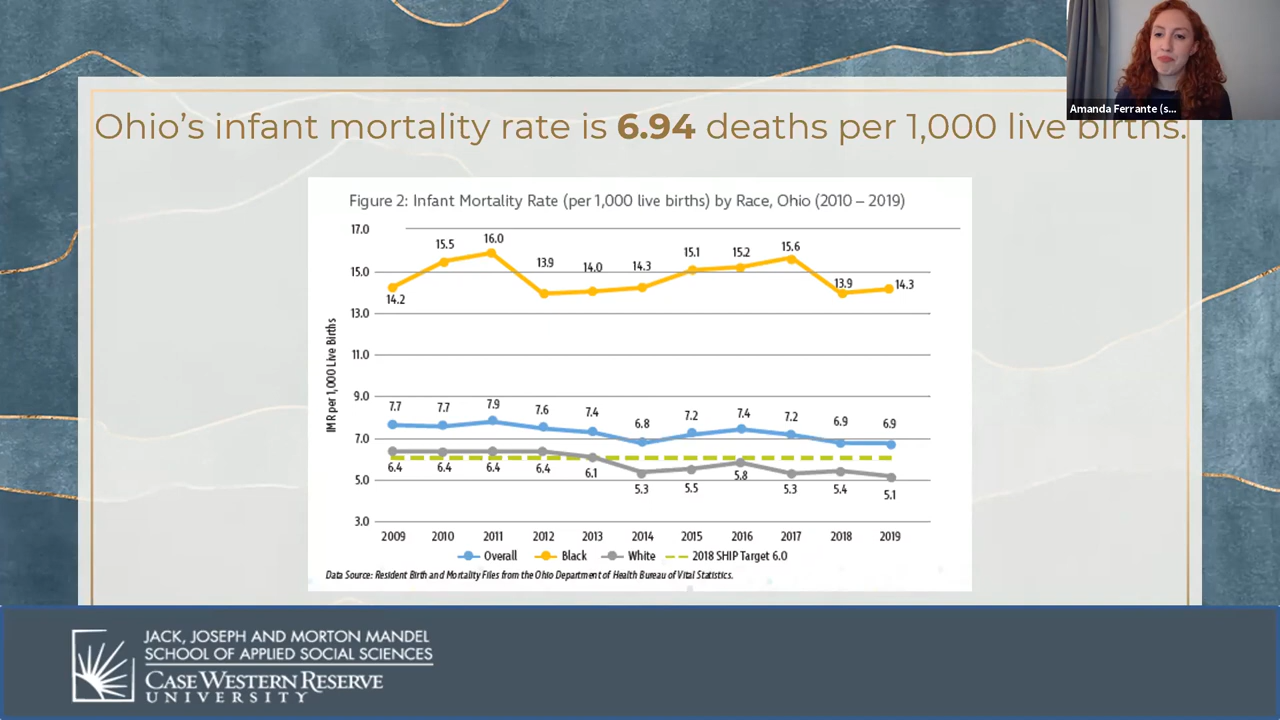 Amanda Ferrante (s...
Ohio's infant mortality rate is 6.94 deaths per 1,000 live births.
Figure 2: Infant Mortality Rate (per 1,000 live births) by Race, Ohio (2010 – 2019)
IMR per 1,000 Live Births
17.0
15.0
13.0
11.0
9.0
7.0
5.0
3.0
14.2 15.5 16.0 13.9 14.0 14.3 15.1 15.2 15.6 13.9 14.3
7.7 7.7 7.9 7.6 7.4 6.8 7.2 7.4 7.2 6.9 6.9
6.4 6.4 6.4 6.4 6.1 5.3 5.5 5.8 5.3 5.4 5.1
2009 2010 2011 2012 2013 2014 2015 2016 2017 2018 2019
Overall Black White 2018 SHIP Target 6.0
Data Source: Resident Birth and Mortality Files from the Ohio Department of Health Bureau of Vital Statistics.
JACK, JOSEPH AND MORTON MANDEL
SCHOOL OF APPLIED SOCIAL SCIENCES
CASE WESTERN RESERVE
UNIVERSITY